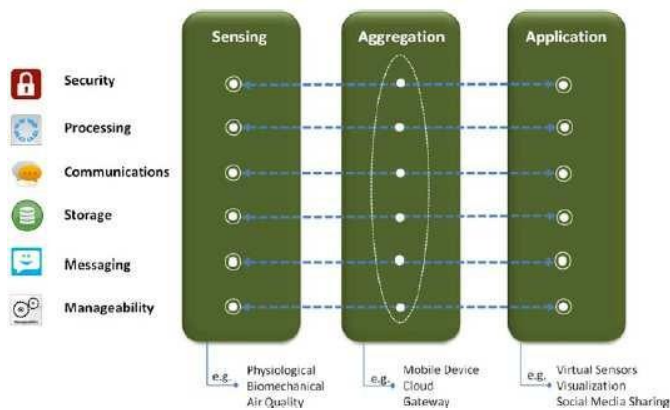 Sensing
Aggregation
Application
Security
Processing
Communications
Storage
Messaging
Manageability
e.g.
Physiological
Biomechanical
Air Quality
e.g.
Mobile Device
Cloud
Gateway
e.g.
Virtual Sensors
Visualization
Social Media Sharing